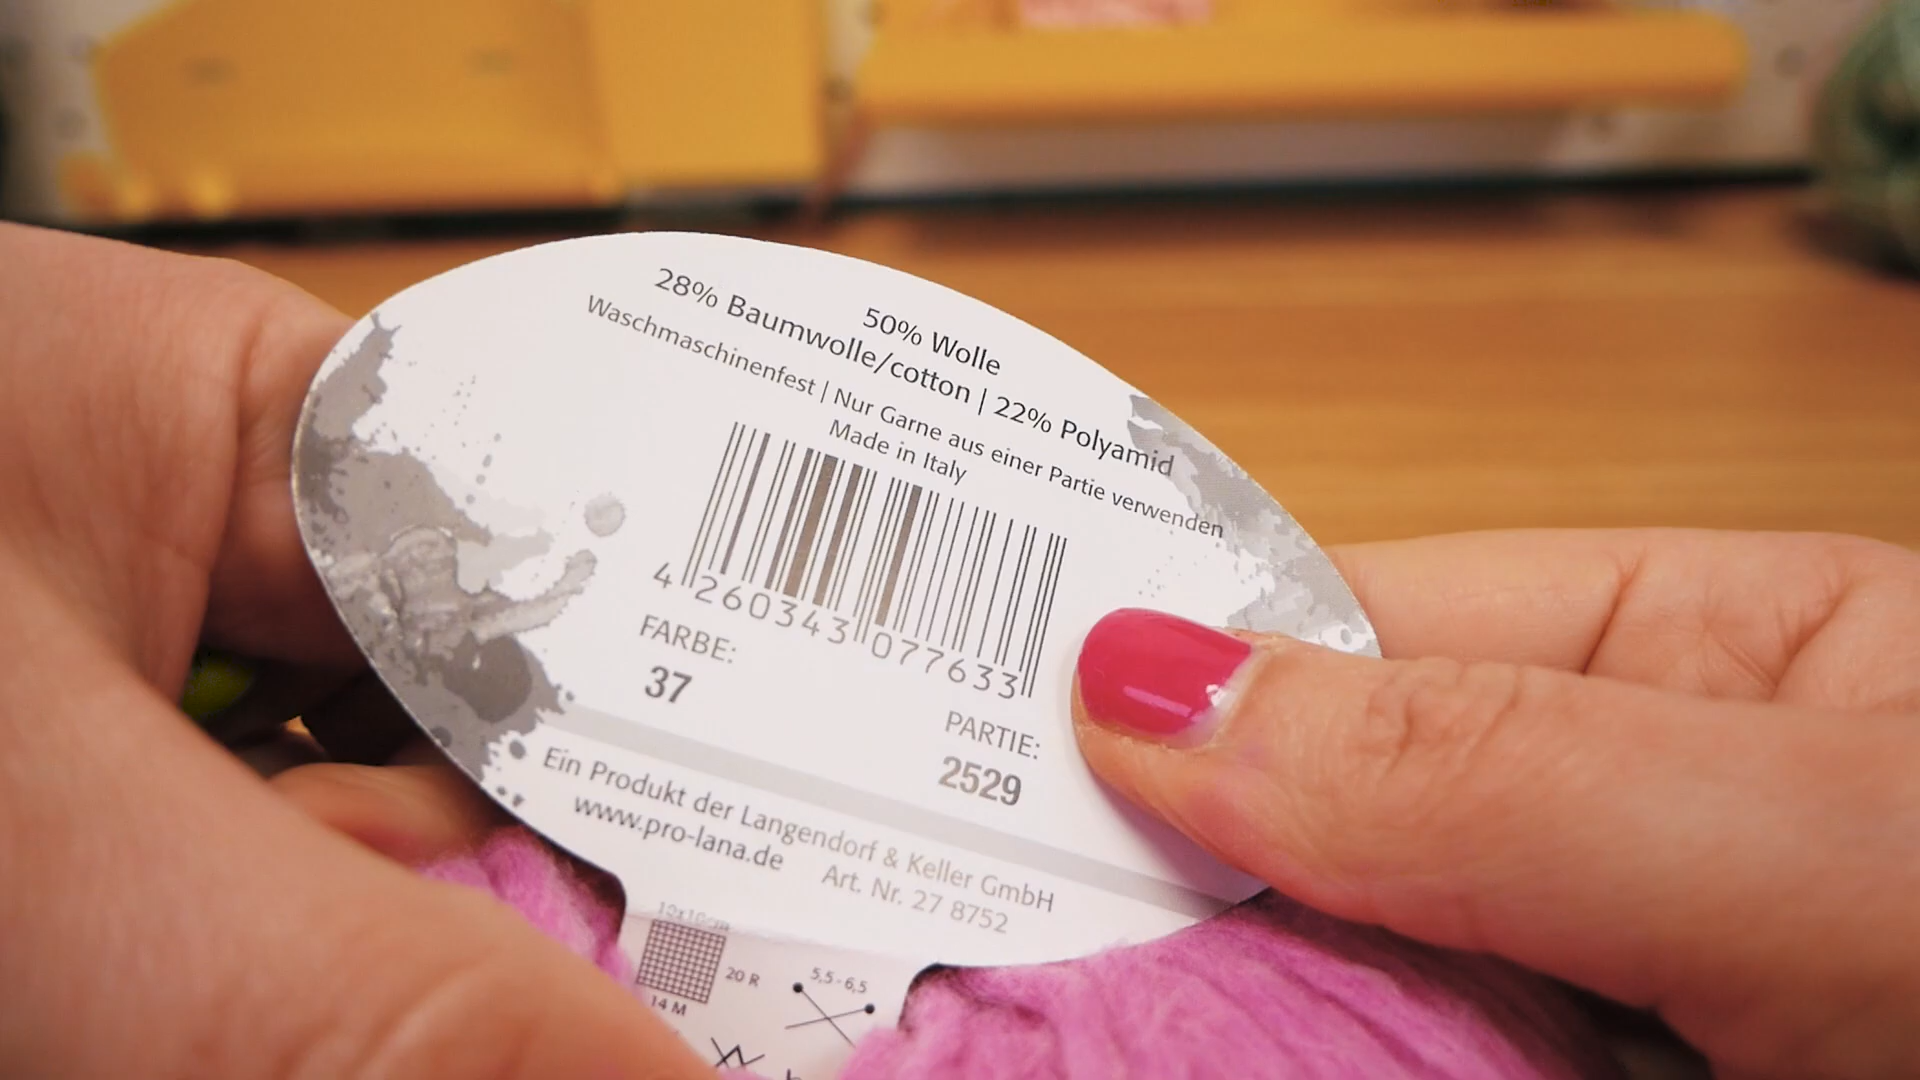 50% Wolle
28% Baumwolle/cotton | 22% Polyamid
Waschmaschinenfest | Nur Garne aus einer Partie verwenden
Made in Italy
4 260343 077633
FARBE:
37
PARTIE:
2529
Ein Produkt der Langendorf & Keller GmbH
www.pro-lana.de Art. Nr. 27 8752
10x10cm
20 R
14 M
5,5-6,5